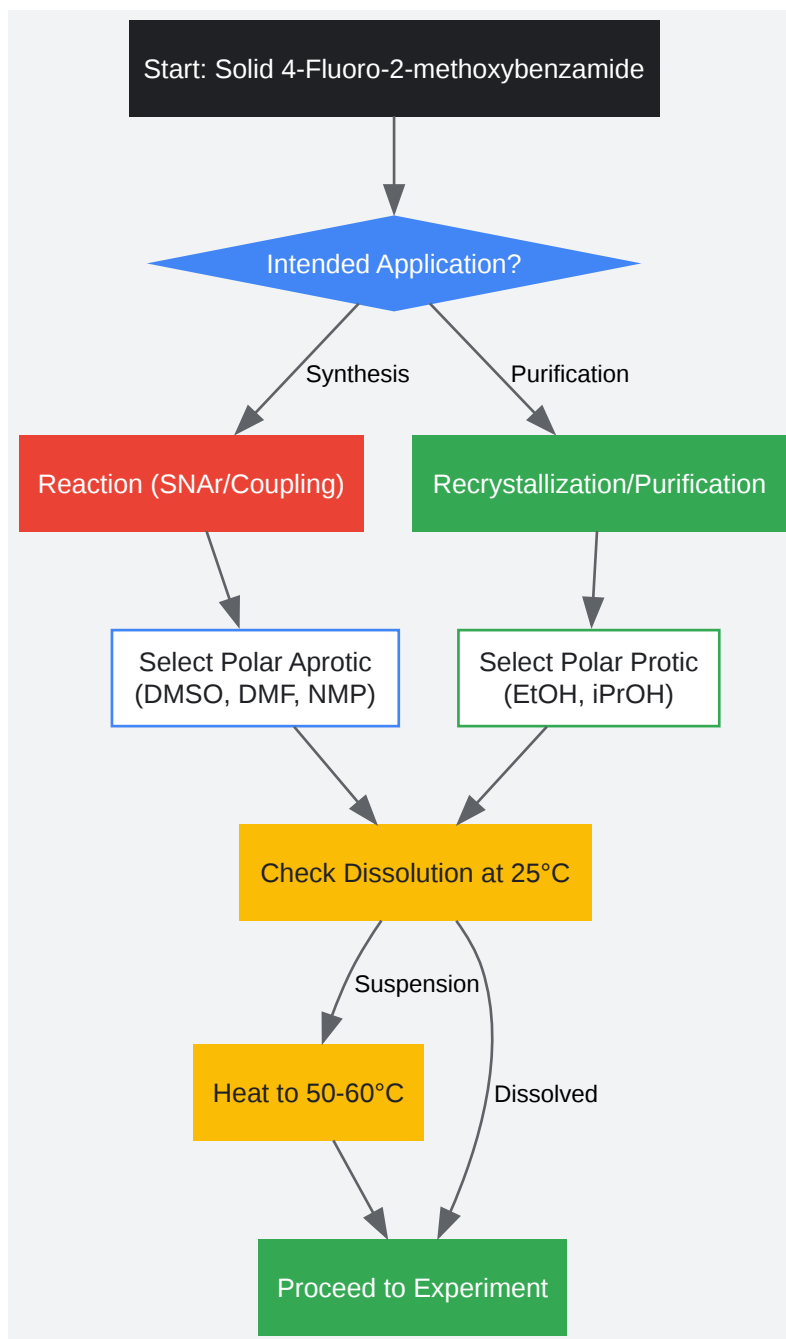 Start: Solid 4-Fluoro-2-methoxybenzamide
Intended Application?
Synthesis
Purification
Reaction (SNAr/Coupling)
Recrystallization/Purification
Select Polar Aprotic
(DMSO, DMF, NMP)
Select Polar Protic
(EtOH, iPrOH)
Check Dissolution at 25°C
Suspension
Heat to 50-60°C
Dissolved
Proceed to Experiment